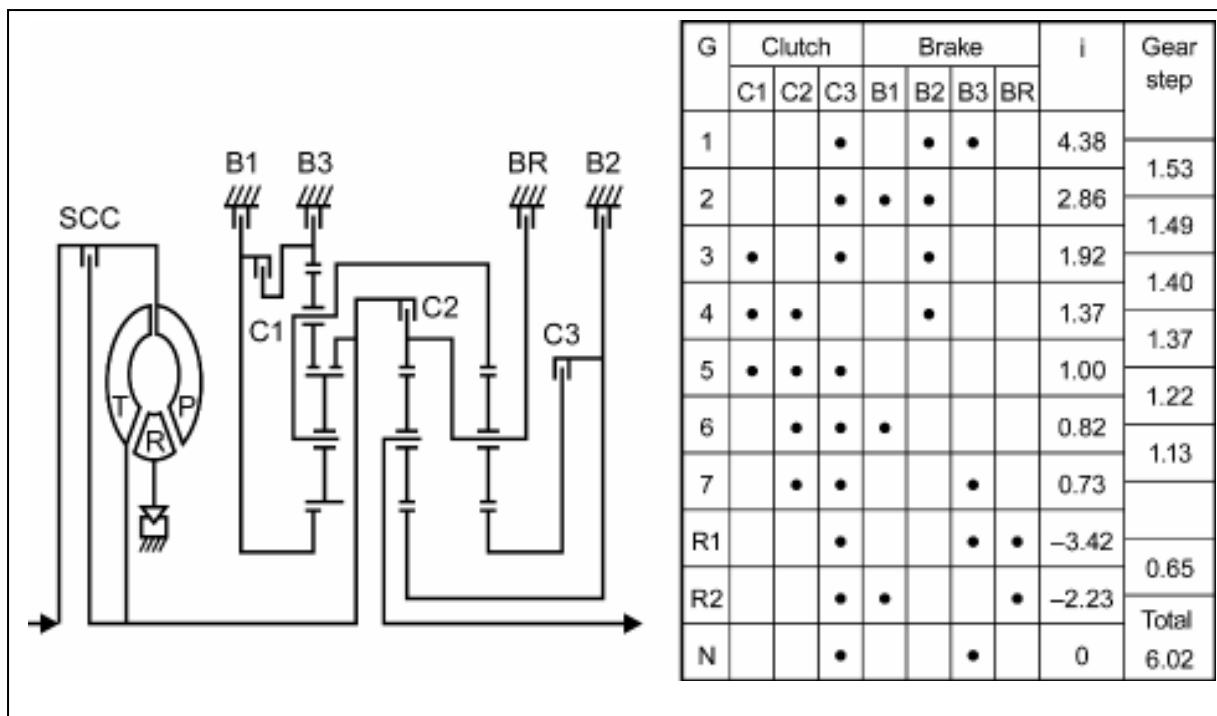 B1 B3 BR B2
SCC
C1 C2 C3
T P
R
G Clutch Brake i Gear step
C1 C2 C3 B1 B2 B3 BR
1 • • • 4.38
1.53
2 • • • 2.86
1.49
3 • • • 1.92
1.40
4 • • • 1.37
1.37
5 • • • 1.00
1.22
6 • • • 0.82
1.13
7 • • • 0.73
R1 • • • –3.42
0.65
R2 • • • –2.23
Total
N • • 0
6.02